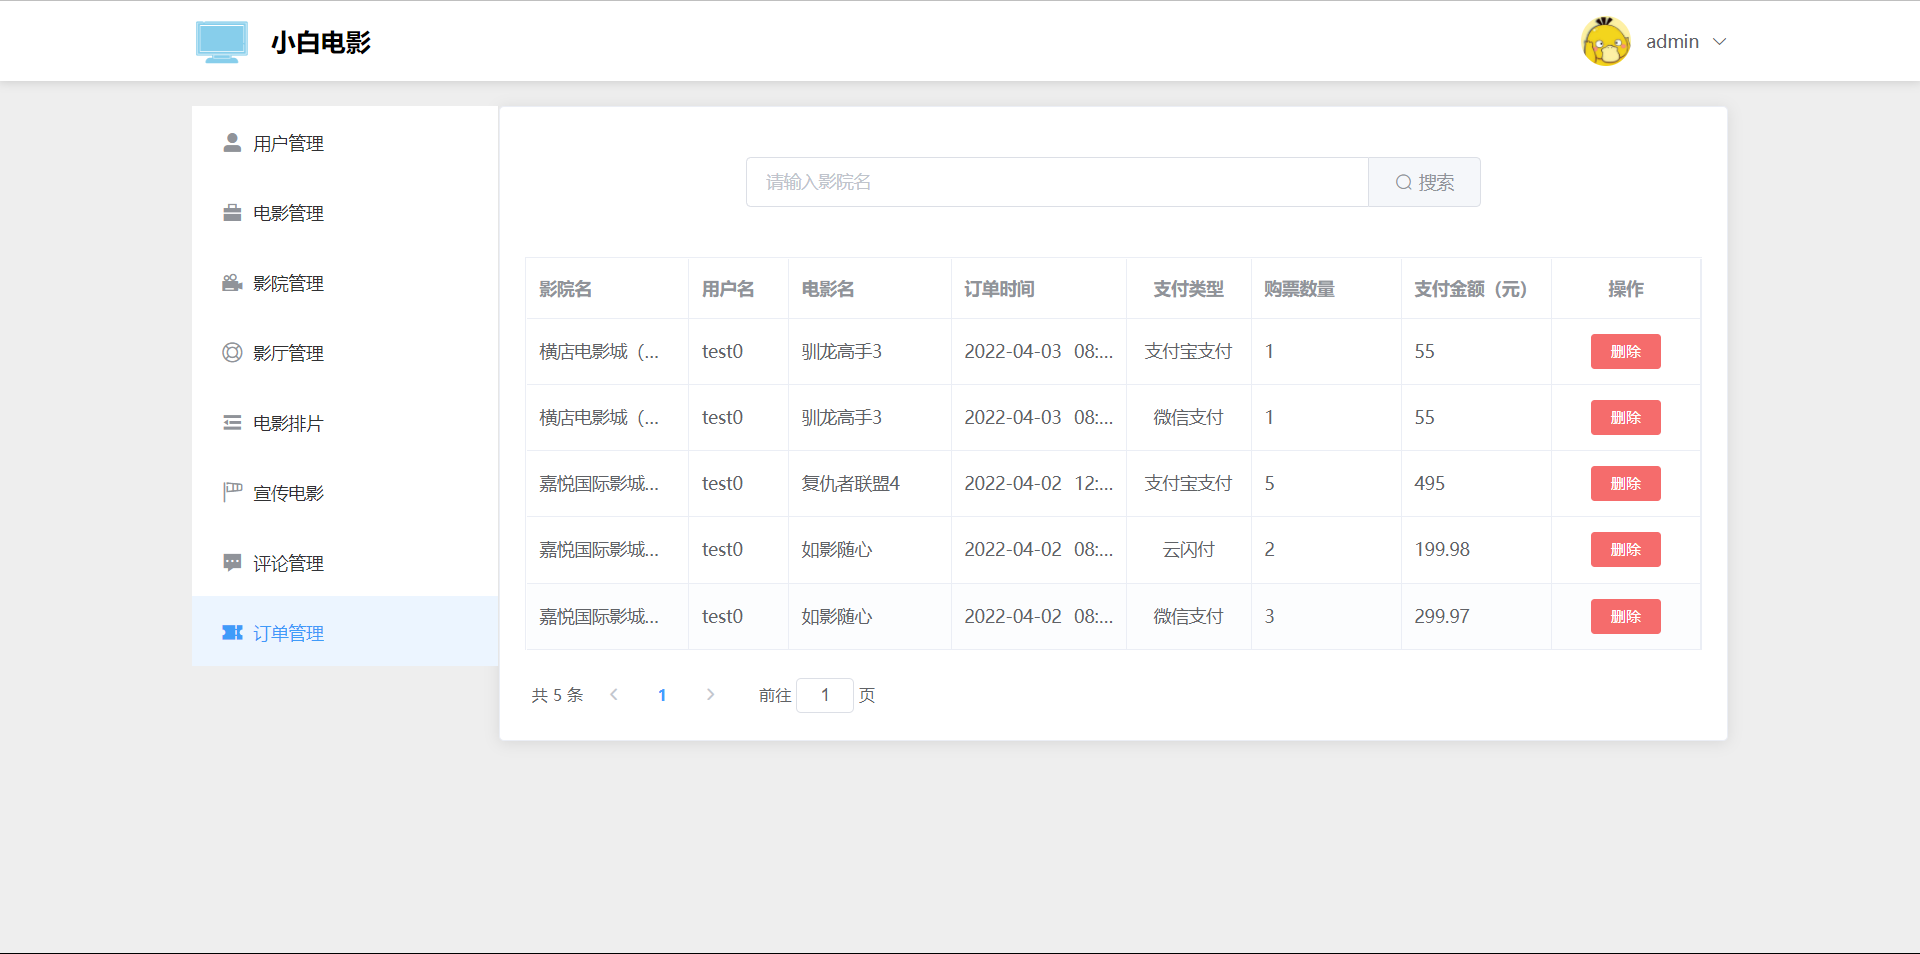 小白电影
admin
用户管理
电影管理
影院管理
影厅管理
电影排片
宣传电影
评论管理
订单管理
请输入影院名
搜索
影院名 用户名 电影名 订单时间 支付类型 购票数量 支付金额（元） 操作
横店电影城（... test0 驯龙高手3 2022-04-03 08:... 支付宝支付 1 55 删除
横店电影城（... test0 驯龙高手3 2022-04-03 08:... 微信支付 1 55 删除
嘉悦国际影城... test0 复仇者联盟4 2022-04-02 12:... 支付宝支付 5 495 删除
嘉悦国际影城... test0 如影随心 2022-04-02 08:... 云闪付 2 199.98 删除
嘉悦国际影城... test0 如影随心 2022-04-02 08:... 微信支付 3 299.97 删除
共 5 条 1 前往 1 页